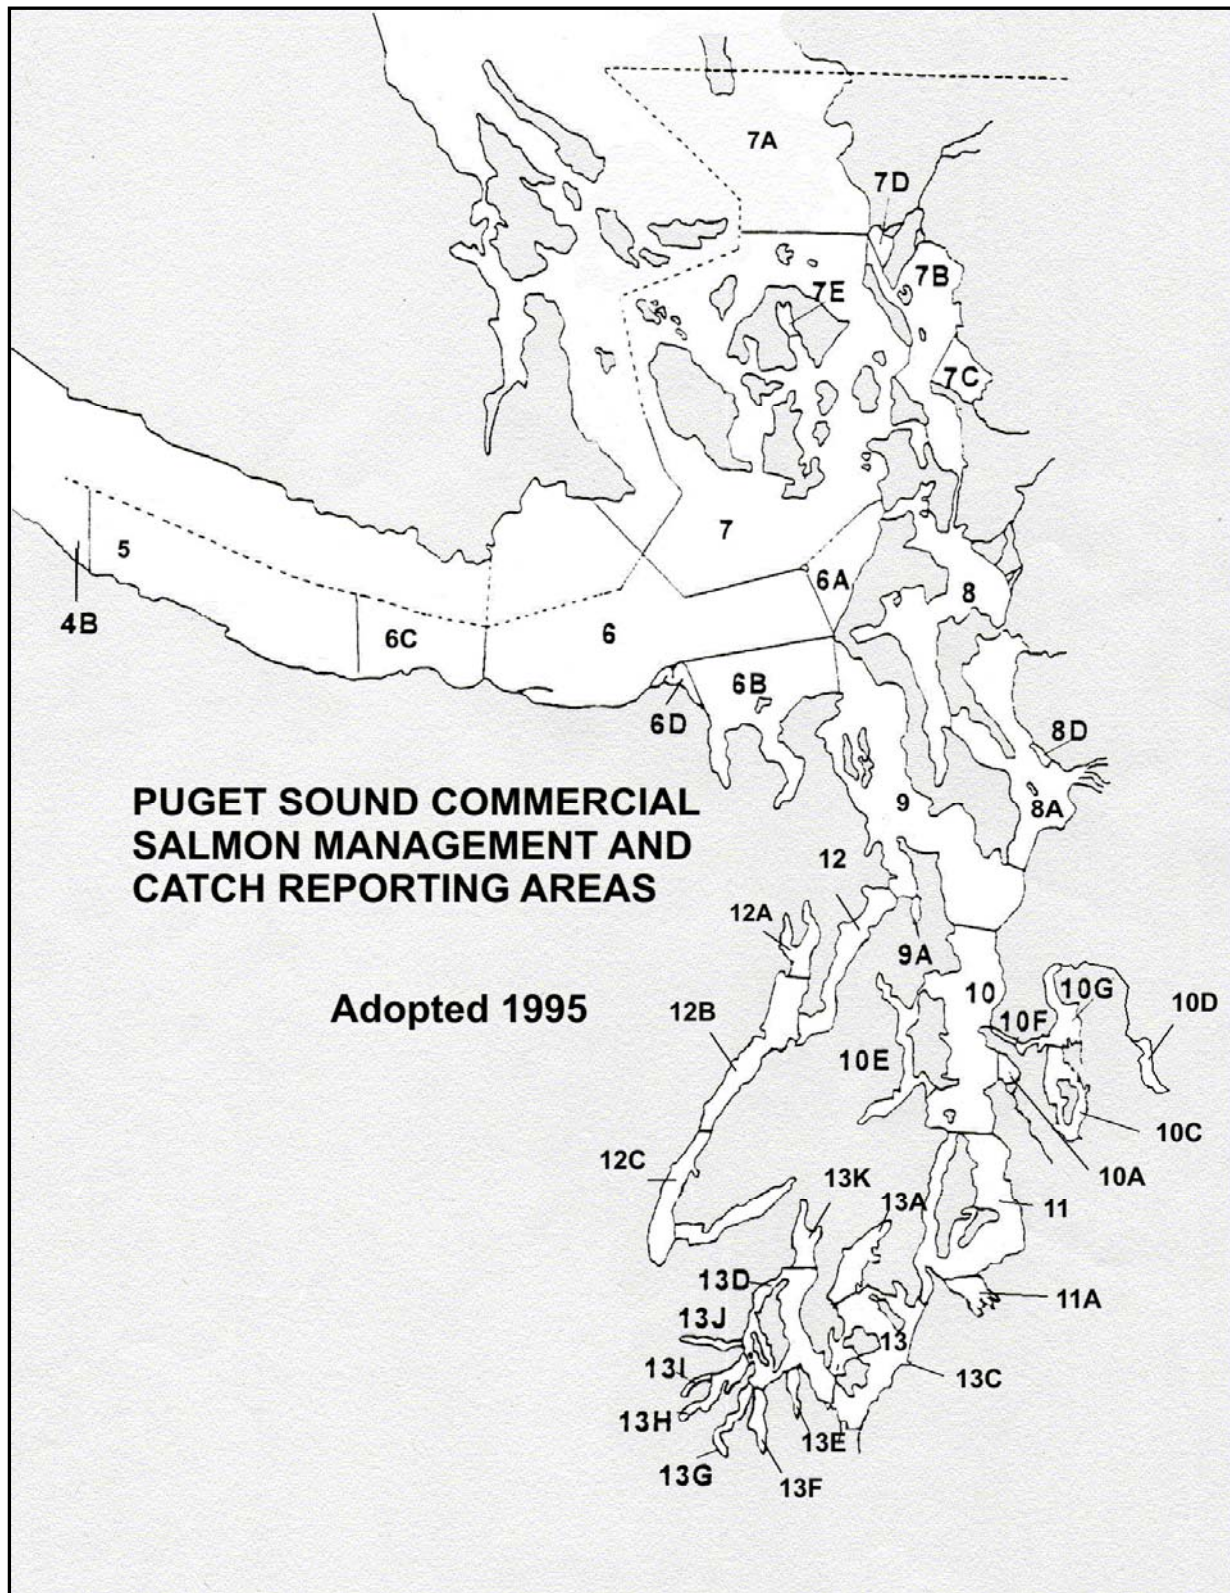 7A
7D
7B
7E
7C
7
5
4B
6C
6
6A
8
6B
6D
8D
8A
9
PUGET SOUND COMMERCIAL
SALMON MANAGEMENT AND
CATCH REPORTING AREAS
12
12A
9A
Adopted 1995
12B
10
10F
10G
10D
10E
10C
10A
12C
13K
13A
11
13D
11A
13J
13
13I
13C
13H
13E
13G
13F